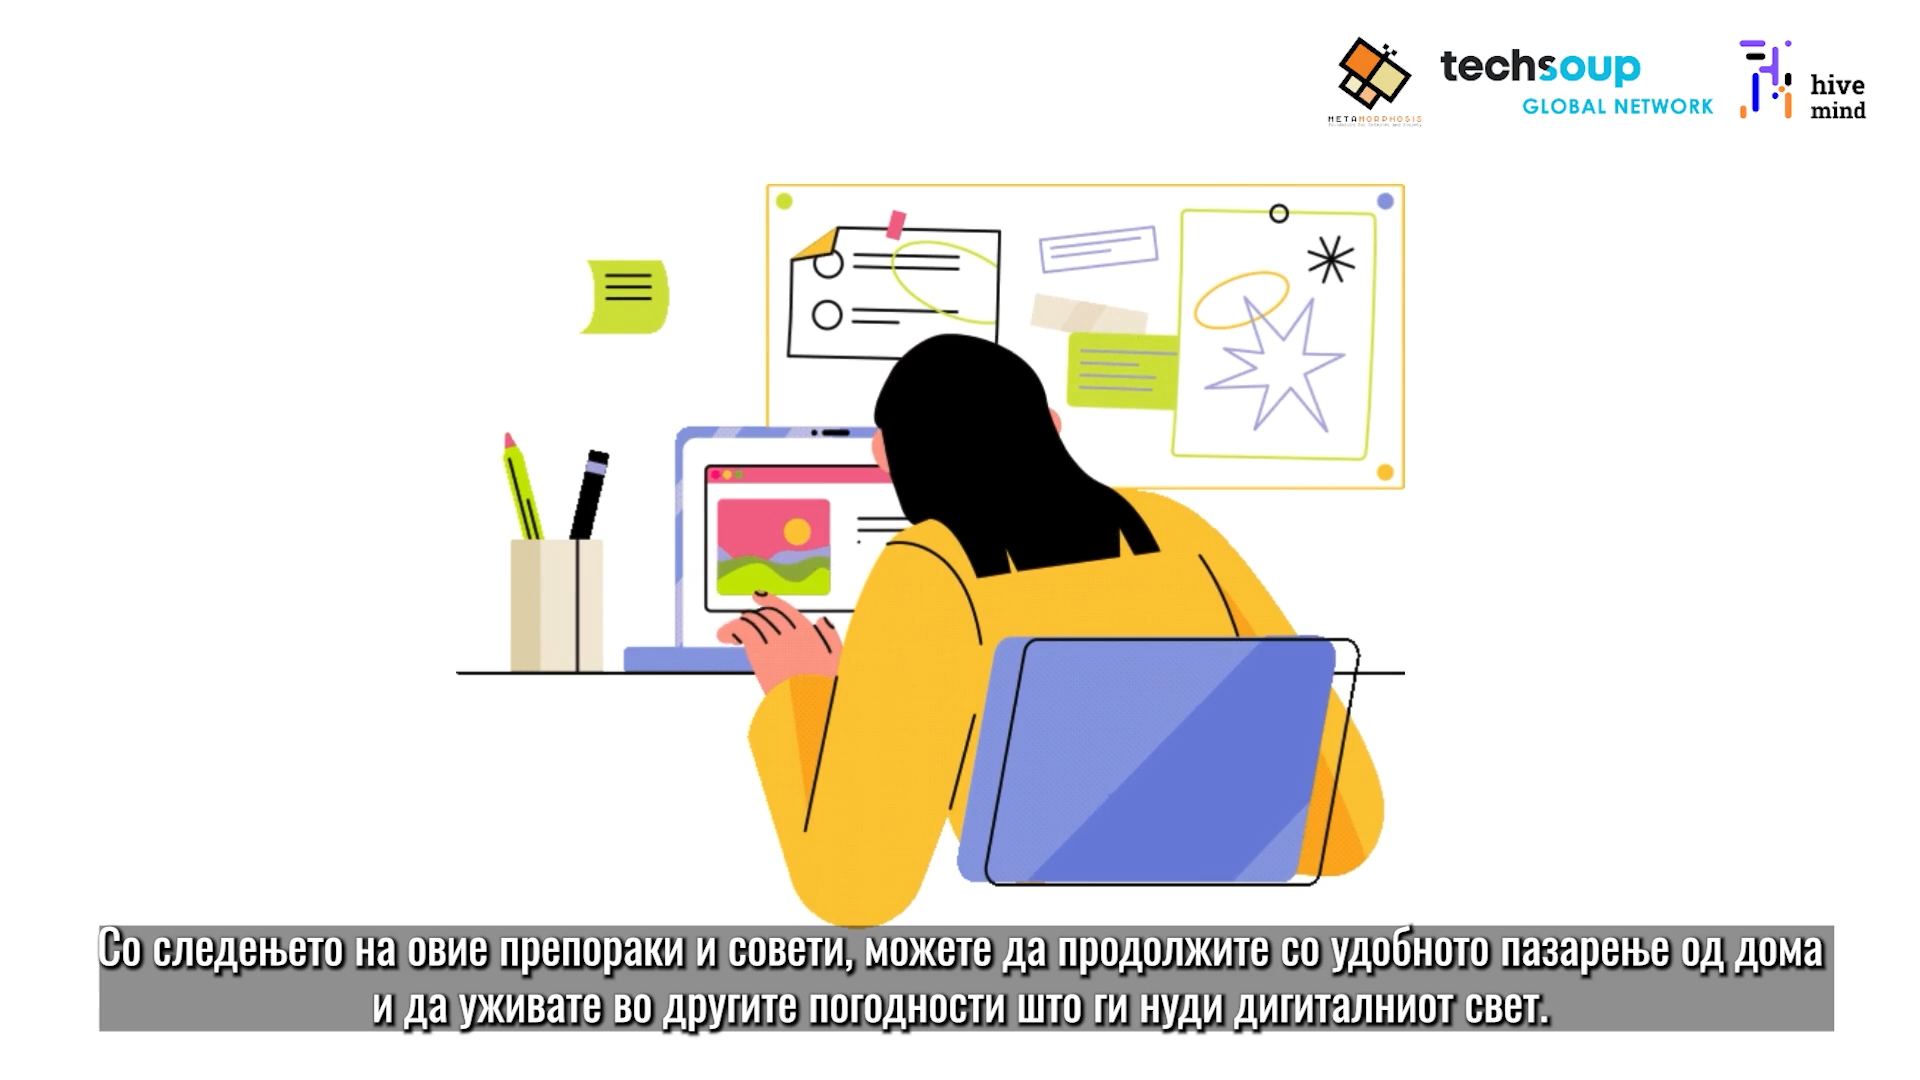 techsoup
GLOBAL NETWORK
hive
mind
METAMORPHOSIS
Со следењето на овие препораки и совети, можете да продолжите со удобното пазарење од дома
и да уживате во другите погодности што ги нуди дигиталниот свет.